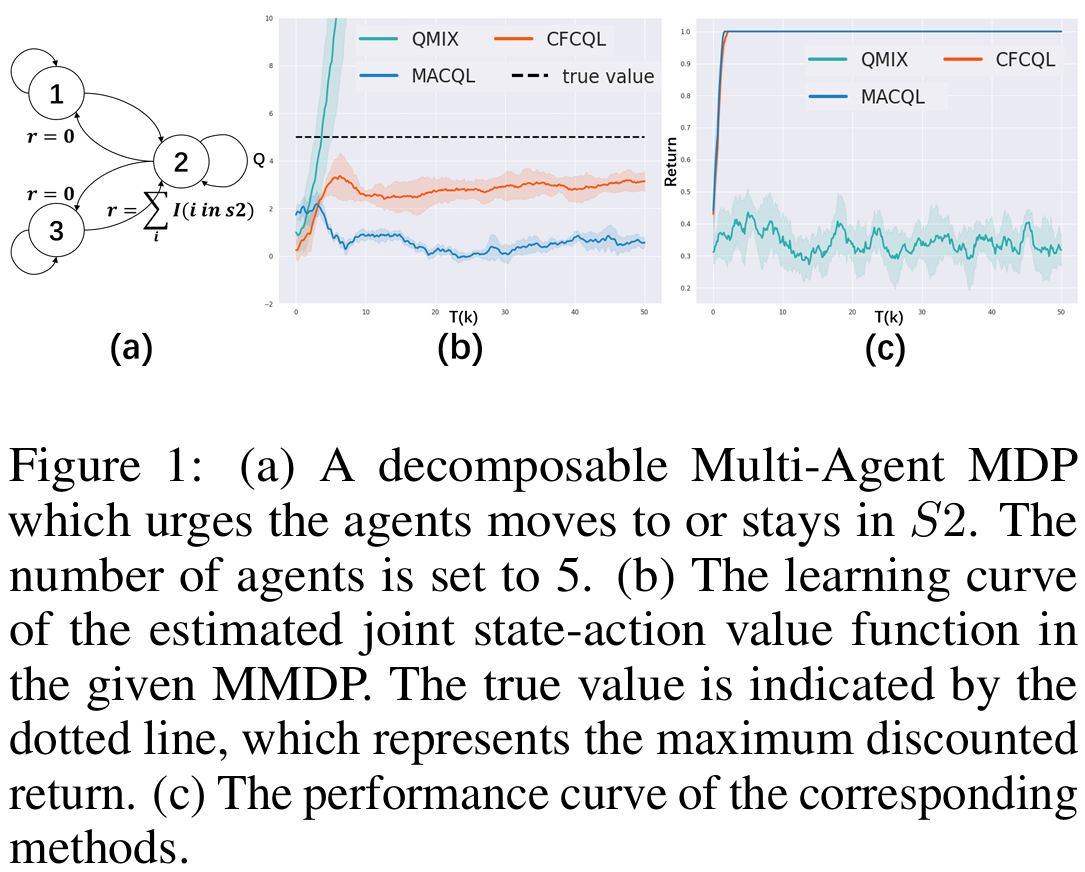 1
r = 0
2
r = 0
3
r = ∑ I(i in s2)
i
(a)
10
8
6
4
2
0
−2
Q
QMIX CFCQL
MACQL true value
0 10 20 30 40 50
T(k)
(b)
1.0
0.9
0.8
0.7
0.6
0.5
0.4
0.3
0.2
Return
QMIX CFCQL
MACQL
0 10 20 30 40 50
T(k)
(c)
Figure 1: (a) A decomposable Multi-Agent MDP
which urges the agents moves to or stays in S2. The
number of agents is set to 5. (b) The learning curve
of the estimated joint state-action value function in
the given MMDP. The true value is indicated by the
dotted line, which represents the maximum discounted
return. (c) The performance curve of the corresponding
methods.